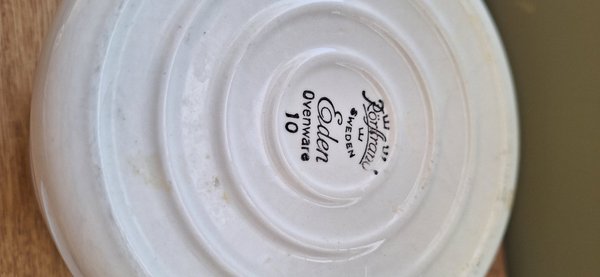 Rörstrand
SWEDEN
Eden
Ovenware
10